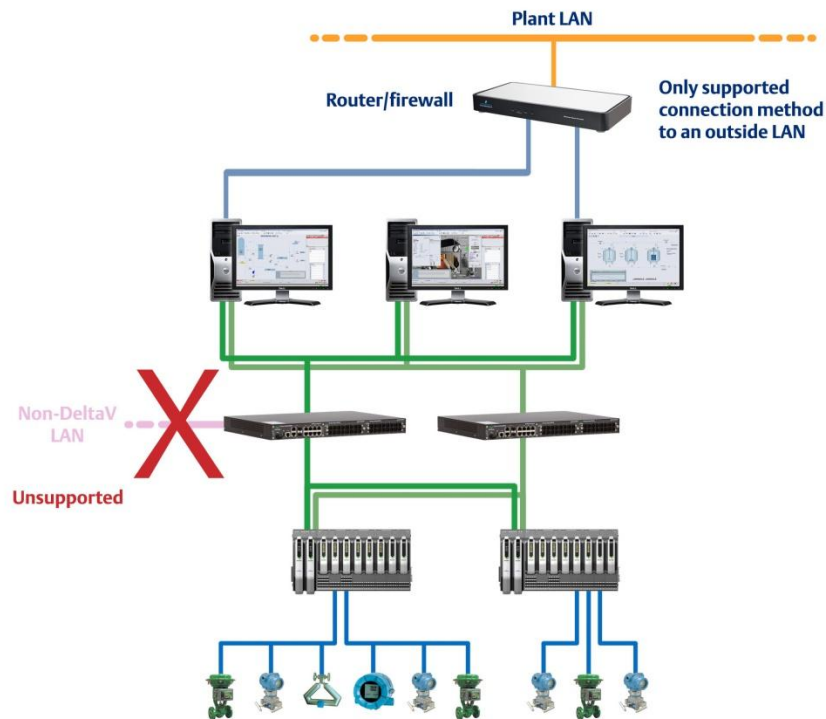 Plant LAN
Router/firewall
Only supported
connection method
to an outside LAN
Non-DeltaV
LAN
Unsupported